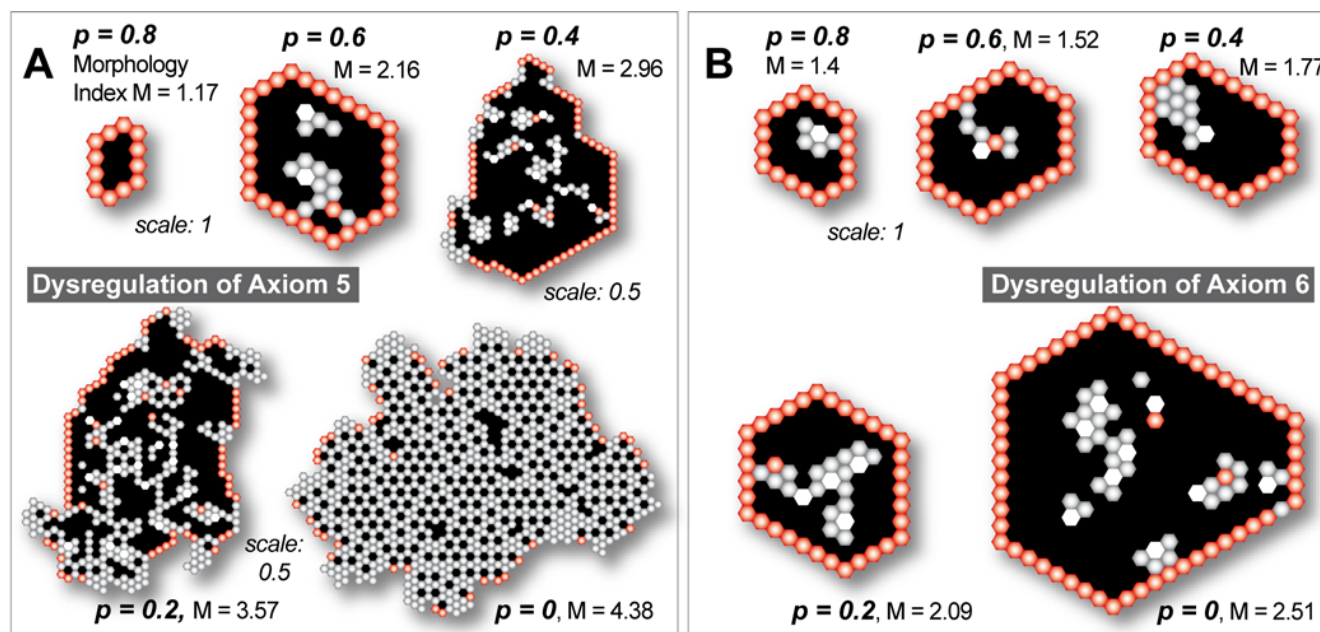 A
p = 0.8
Morphology
Index M = 1.17
p = 0.6
M = 2.16
p = 0.4
M = 2.96
scale: 1
scale: 0.5
Dysregulation of Axiom 5
scale:
0.5
p = 0.2, M = 3.57
p = 0, M = 4.38
B
p = 0.8
M = 1.4
p = 0.6, M = 1.52
p = 0.4
M = 1.77
scale: 1
Dysregulation of Axiom 6
p = 0.2, M = 2.09
p = 0, M = 2.51